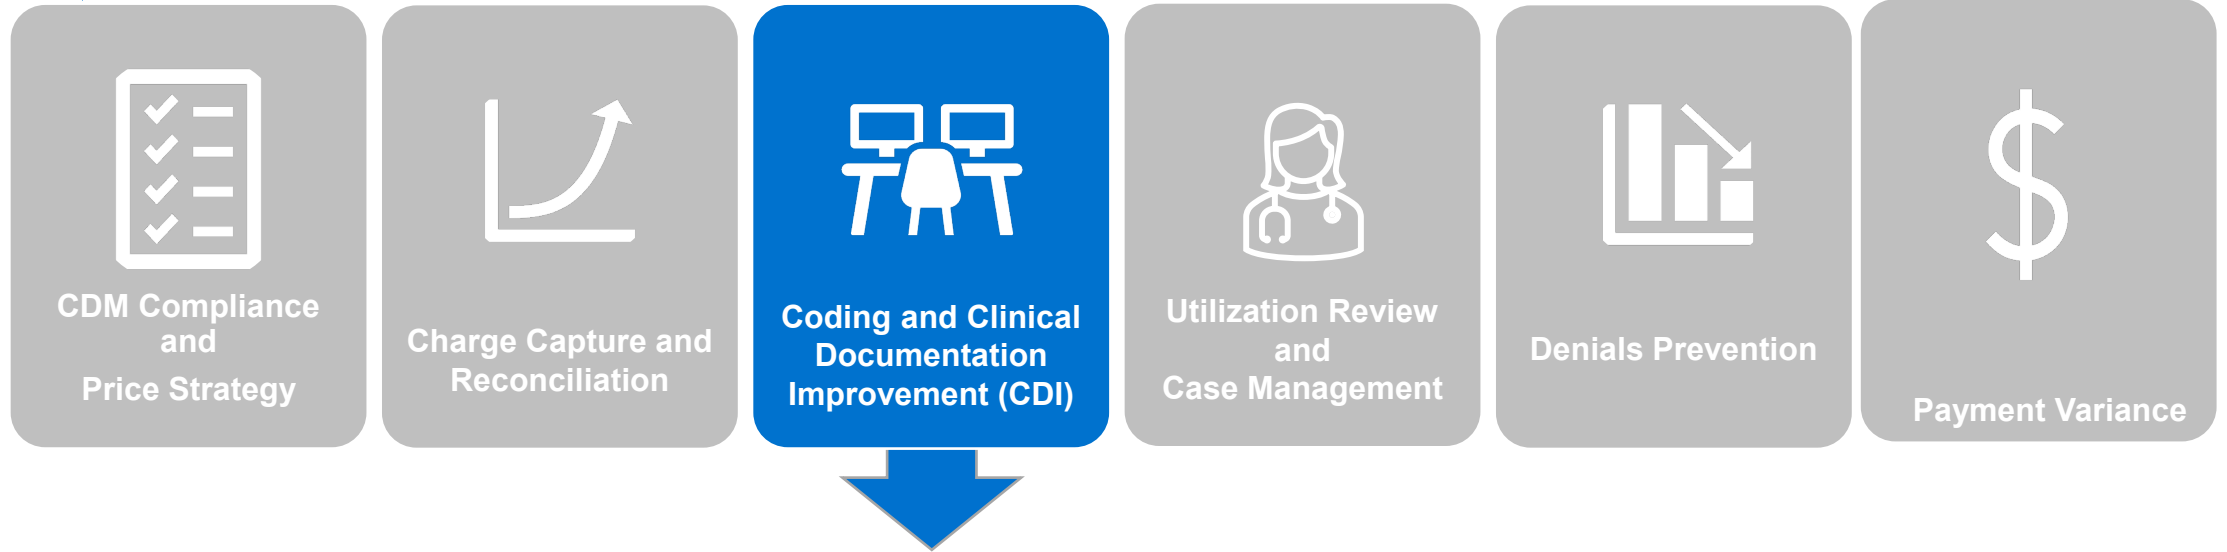 CDM Compliance
and
Price Strategy
Charge Capture and
Reconciliation
Coding and Clinical
Documentation
Improvement (CDI)
Utilization Review
and
Case Management
Denials Prevention
Payment Variance